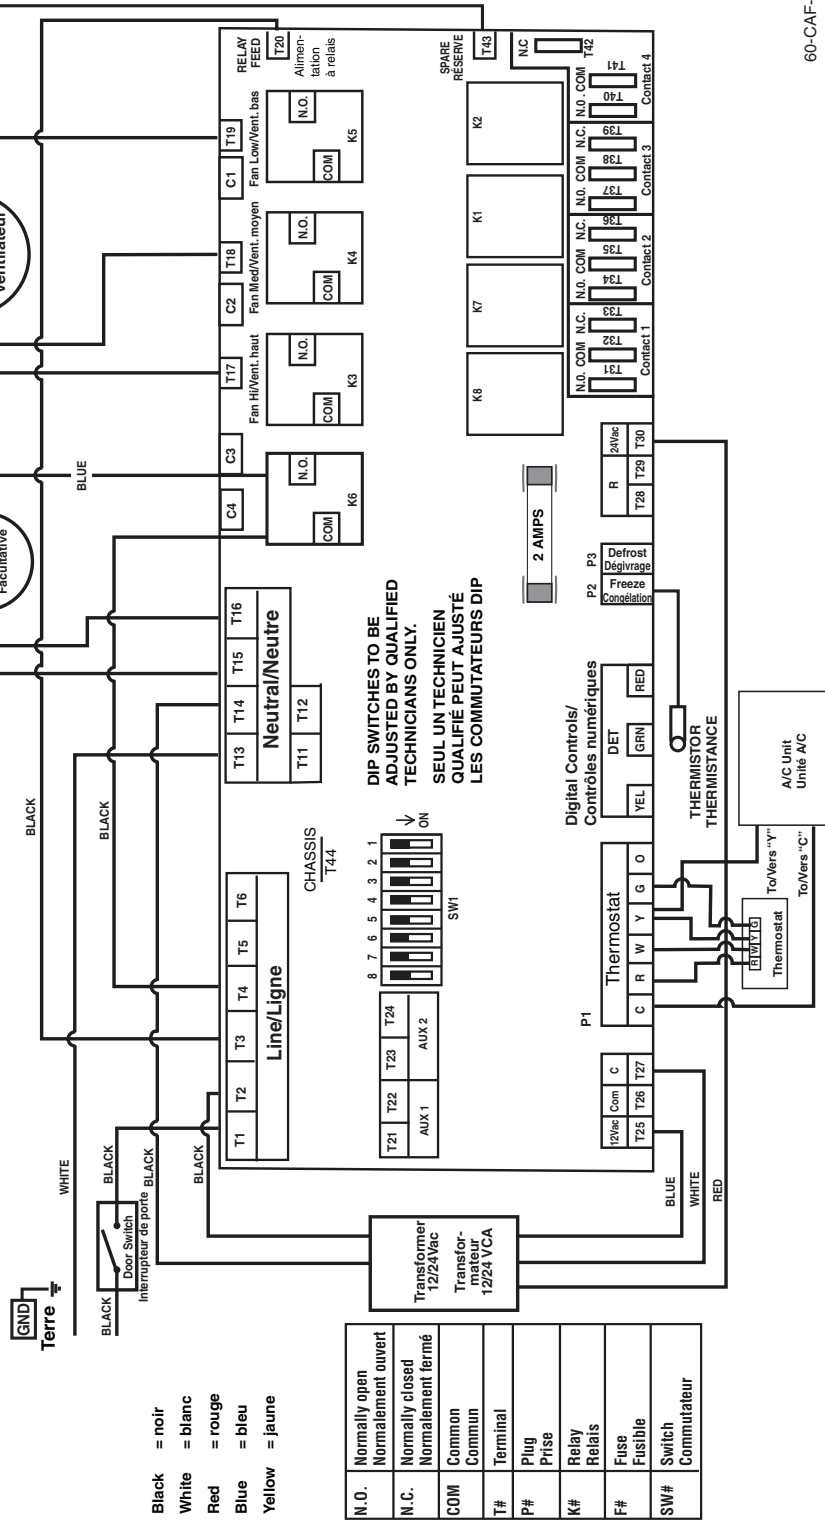 GND
Terre
Black = noir
White = blanc
Red = rouge
Blue = bleu
Yellow = jaune
N.O. Normally open
Normalement ouvert
N.C. Normally closed
Normalement fermé
COM Common
Commun
T# Terminal
P# Plug
Prise
K# Relay
Relais
F# Fuse
Fusible
SW# Switch
Commutateur
WHITE
BLACK
BLACK
BLACK
BLACK
Door Switch
Interrupteur de porte
BLACK
BLACK
BLUE
Facultative
Ventilateur
Transformer
12/24Vac
Transfor-
mateur
12/24 VCA
BLUE
WHITE
RED
T1 T2 T3 T4 T5 T6
Line/Ligne
T13 T14 T15 T16
Neutral/Neutre
T11 T12
CHASSIS
T44
C4 C3 T17 C2 T18 C1 T19
Fan Hi/Vent. haut
Fan Med/Vent. moyen
Fan Low/Vent. bas
COM N.O.
K6
COM N.O.
K3
COM N.O.
K4
COM N.O.
K5
RELAY
FEED
T20
Alimen-
tation
à relais
SPARE
RÉSERVE
T43
T21 T22 T23 T24
AUX 1 AUX 2
8 7 6 5 4 3 2 1
ON
SW1
DIP SWITCHES TO BE
ADJUSTED BY QUALIFIED
TECHNICIANS ONLY.
SEUL UN TECHNICIEN
QUALIFIÉ PEUT AJUSTÉ
LES COMMUTATEURS DIP
K8 K7 K1 K2
2 AMPS
N.C
T42
N.O. COM N.C.
T31 T32 T33
Contact 1
N.O. COM N.C.
T34 T35 T36
Contact 2
N.O. COM N.C.
T37 T38 T39
Contact 3
N.O. COM
T40 T41
Contact 4
12Vac Com C
T25 T26 T27
P1
Thermostat
C R W Y G O
Digital Controls/
Contrôles numériques
DET
YEL GRN RED
P2 P3
Freeze
Congélation
Defrost
Dégivrage
R 24Vac
T28 T29 T30
THERMISTOR
THERMISTANCE
R W Y G
Thermostat
To/Vers "Y"
To/Vers "C"
A/C Unit
Unité A/C
60-CAF-